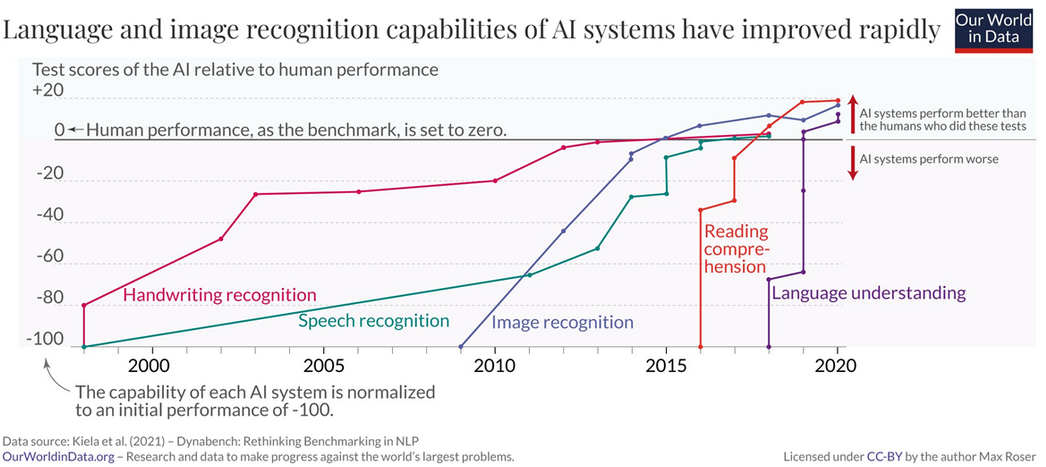 Language and image recognition capabilities of AI systems have improved rapidly
Our World
in Data
Test scores of the AI relative to human performance
+20
0
Human performance, as the benchmark, is set to zero.
AI systems perform better than
the humans who did these tests
AI systems perform worse
-20
-40
-60
-80
-100
Handwriting recognition
Speech recognition
Image recognition
Reading
compre-
hension
Language understanding
2000
2005
2010
2015
2020
The capability of each AI system is normalized
to an initial performance of -100.
Data source: Kiela et al. (2021) – Dynabench: Rethinking Benchmarking in NLP
OurWorldinData.org – Research and data to make progress against the world's largest problems.
Licensed under CC-BY by the author Max Roser